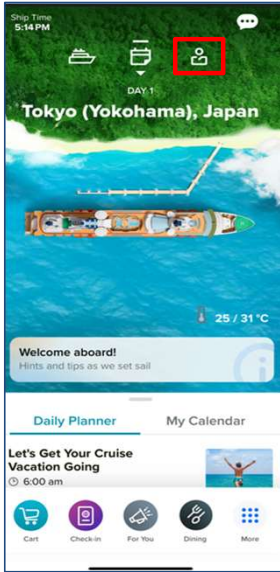 Ship Time
5:14 PM
DAY 1
Tokyo (Yokohama), Japan
25 / 31 °C
Welcome aboard!
Hints and tips as we set sail
Daily Planner
My Calendar
Let's Get Your Cruise
Vacation Going
6:00 am
Cart
Check-in
For You
Dining
More